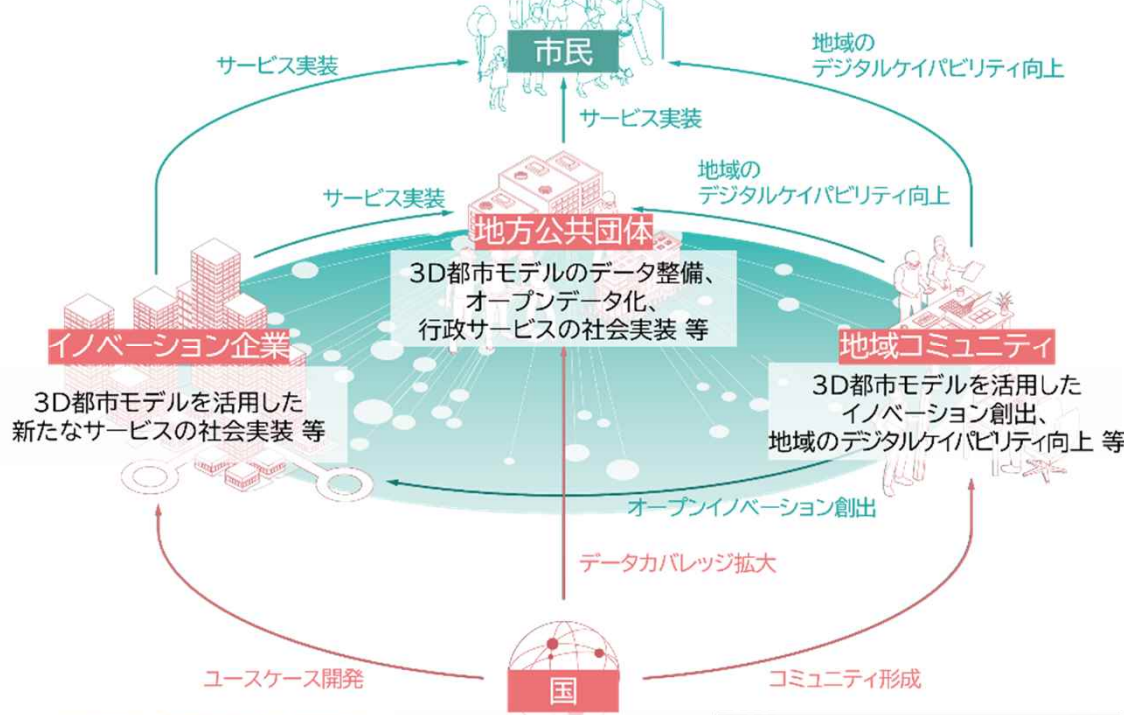 市民
サービス実装
地域の
デジタルケイパビリティ向上
サービス実装
地域の
デジタルケイパビリティ向上
サービス実装
地方公共団体
3D都市モデルのデータ整備、
オープンデータ化、
行政サービスの社会実装 等
イノベーション企業
3D都市モデルを活用した
新たなサービスの社会実装 等
地域コミュニティ
3D都市モデルを活用した
イノベーション創出、
地域のデジタルケイパビリティ向上 等
オープンイノベーション創出
データカバレッジ拡大
ユースケース開発
コミュニティ形成
国